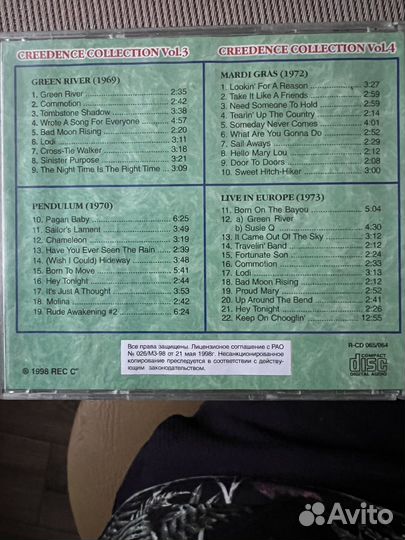 CREEDENCE COLLECTION Vol.3
GREEN RIVER (1969)
1. Green River 2:35
2. Commotion 2:42
3. Tombstone Shadow 3:38
4. Wrote A Song For Everyone 4:57
5. Bad Moon Rising 2:20
6. Lodi 3:11
7. Cross-Tie Walker 3:18
8. Sinister Purpose 3:21
9. The Night Time Is The Right Time 3:09
PENDULUM (1970)
10. Pagan Baby 6:25
11. Sailor's Lament 3:49
12. Chameleon 3:05
13. Have You Ever Seen The Rain 2:39
14. (Wish I Could) Hideway 3:48
15. Born To Move 5:41
16. Hey Tonight 2:44
17. It's Just A Thought 3:53
18. Molina 2:42
19. Rude Awakening #2 6:24
CREEDENCE COLLECTION Vol.4
MARDI GRAS (1972)
1. Lookin' For A Reason 3:27
2. Take It Like A Friends 2:59
3. Need Someone To Hold 2:59
4. Tearin' Up The Country 2:14
5. Someday Never Comes 4:01
6. What Are You Gonna Do 2:52
7. Sail Aways 2:29
8. Hello Mary Lou 2:12
9. Door To Doors 2:08
10. Sweet Hitch-Hiker 3:00
LIVE IN EUROPE (1973)
11. Born On The Bayou 5:04
12. a) Green River
b) Susie Q 4:30
13. It Came Out Of The Sky 3:12
14. Travelin' Band 2:15
15. Fortunate Son 2:24
16. Commotion 2:33
17. Lodi 3:13
18. Bad Moon Rising 2:12
19. Proud Mary 2:52
20. Up Around The Bend 2:41
21. Hey Tonight 2:26
22. Keep On Chooglin' 12:55
Все права защищены. Лицензионное соглашение с РАО
№ 026/МЗ-98 от 21 мая 1998г. Несанкционированное
копирование преследуется в соответствии с действу-
ющим законодательством.
® 1998 REC C°
R-CD 063/064
COMPACT
disc
DIGITAL AUDIO
Avito